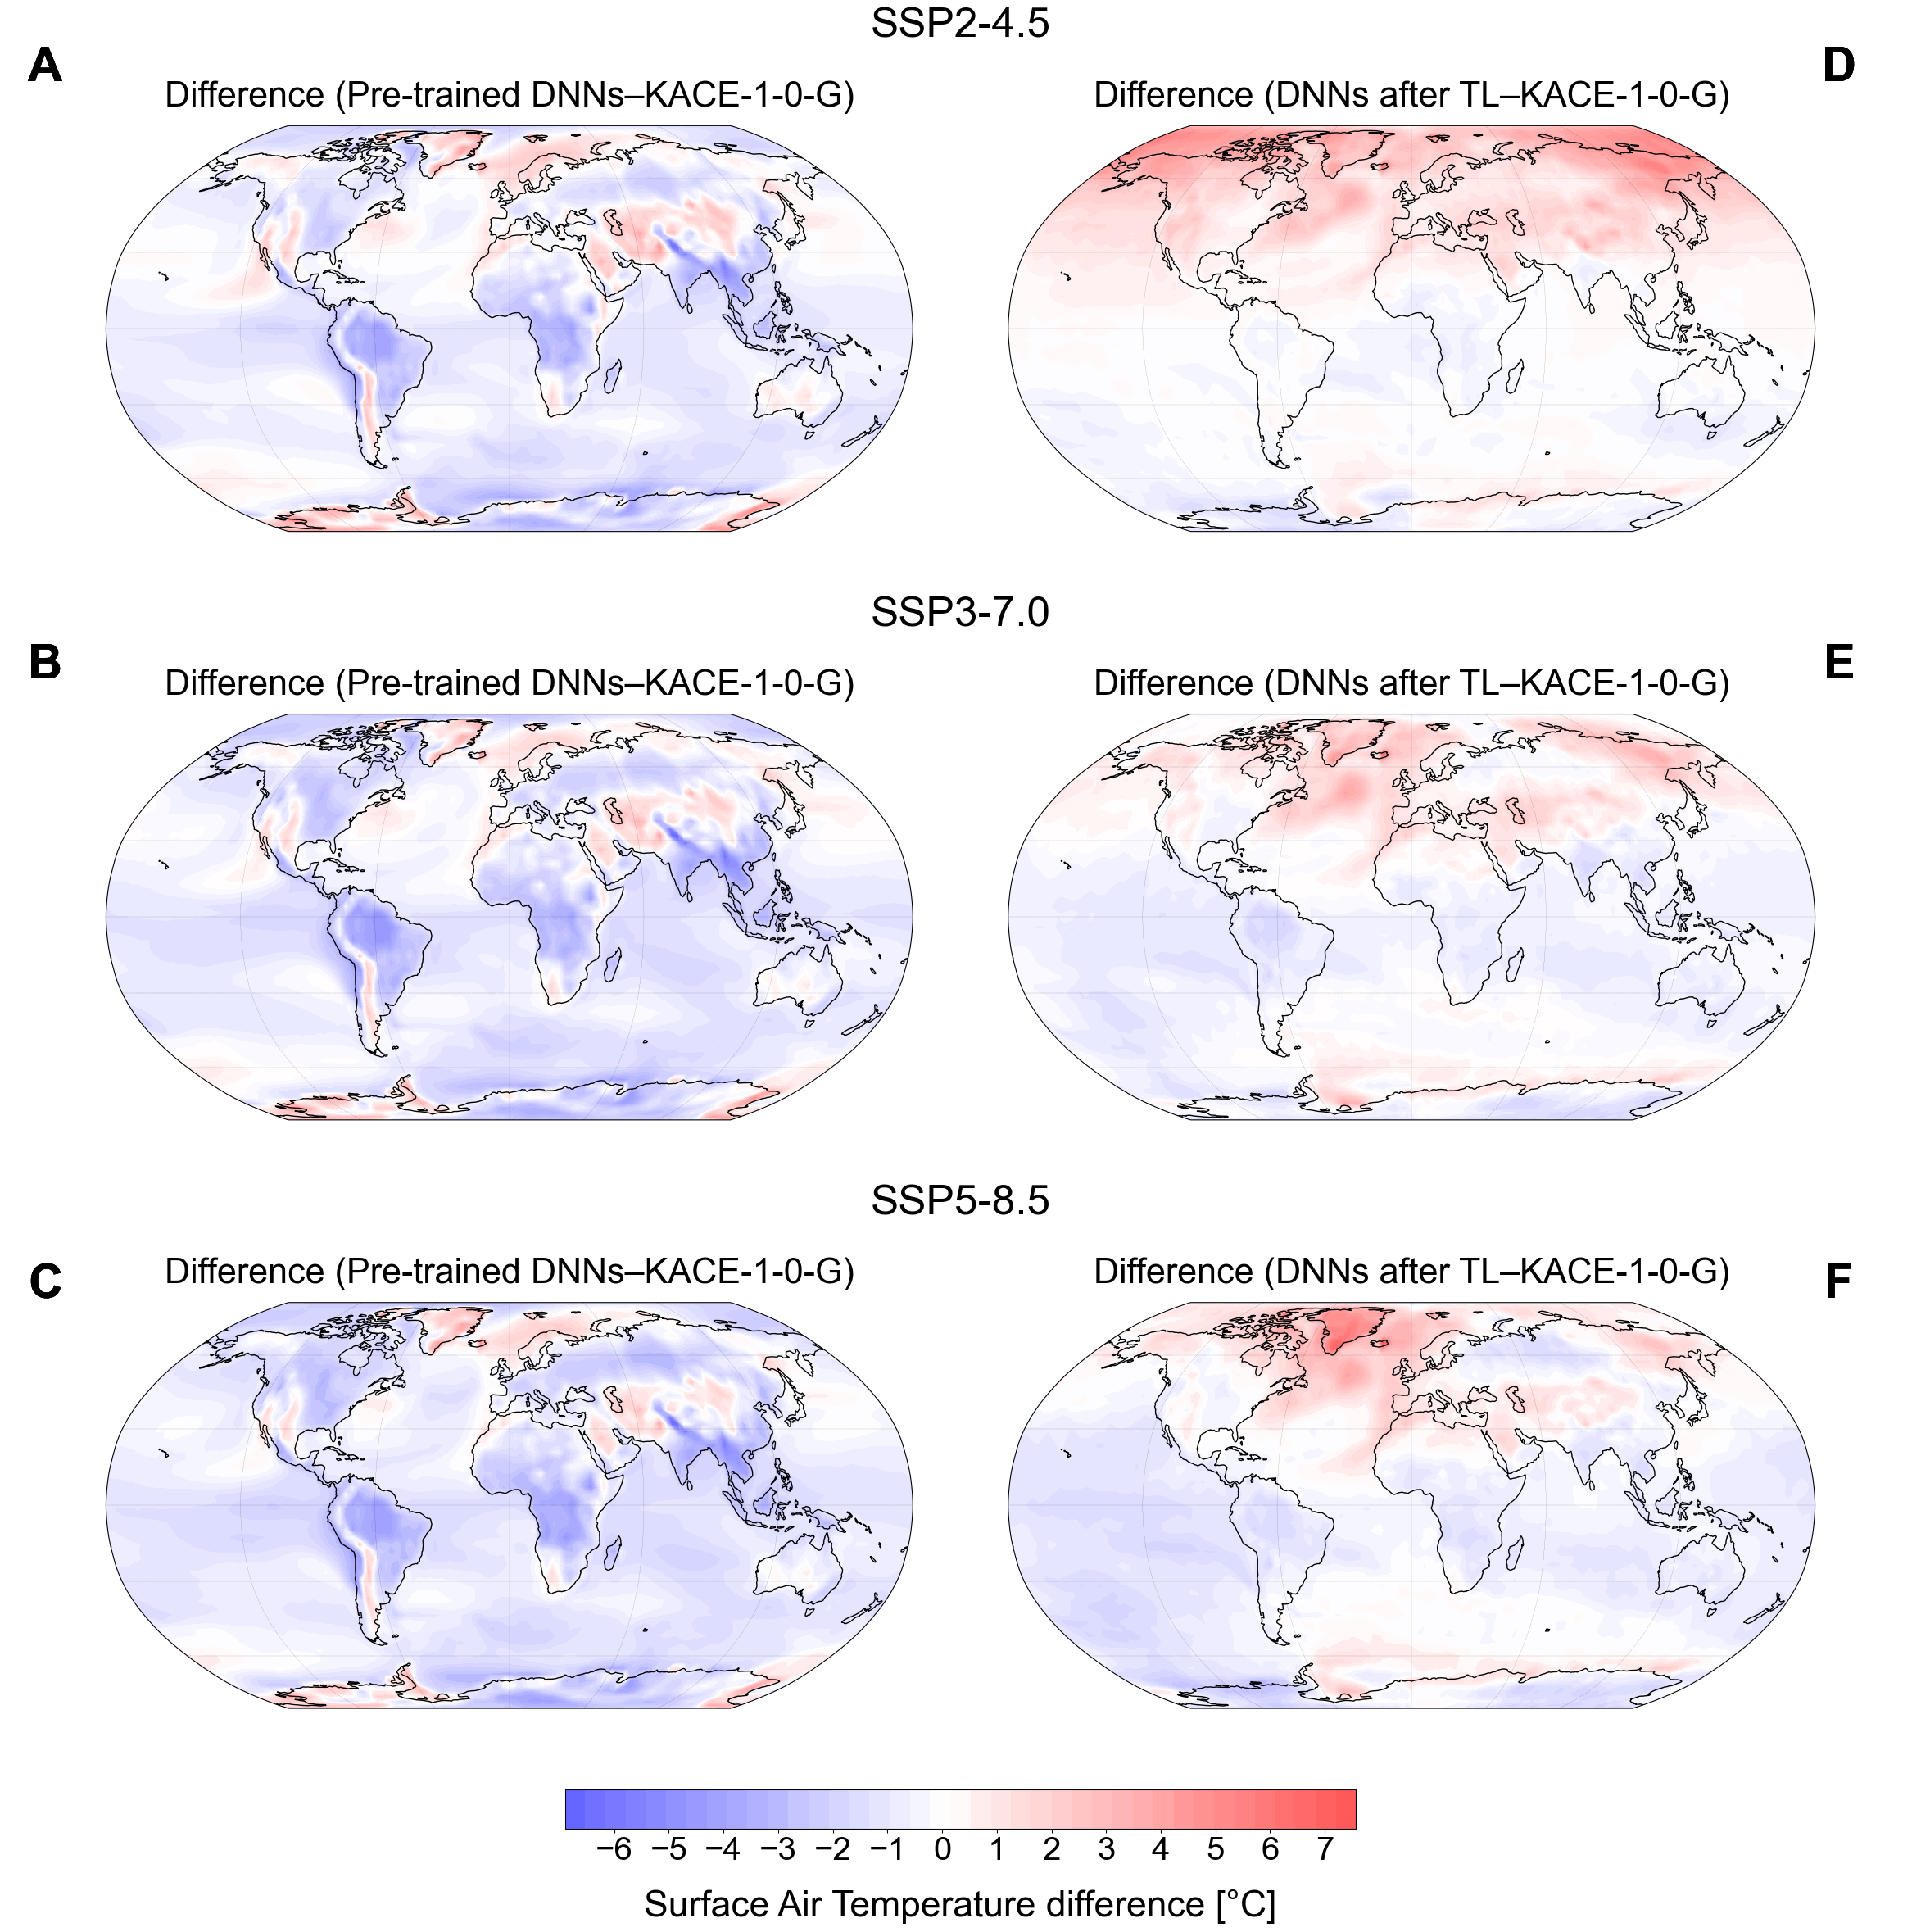 SSP2-4.5
A
D
Difference (Pre-trained DNNs–KACE-1-0-G)
Difference (DNNs after TL–KACE-1-0-G)
SSP3-7.0
B
E
Difference (Pre-trained DNNs–KACE-1-0-G)
Difference (DNNs after TL–KACE-1-0-G)
SSP5-8.5
C
F
Difference (Pre-trained DNNs–KACE-1-0-G)
Difference (DNNs after TL–KACE-1-0-G)
−6 −5 −4 −3 −2 −1 0 1 2 3 4 5 6 7
Surface Air Temperature difference [°C]